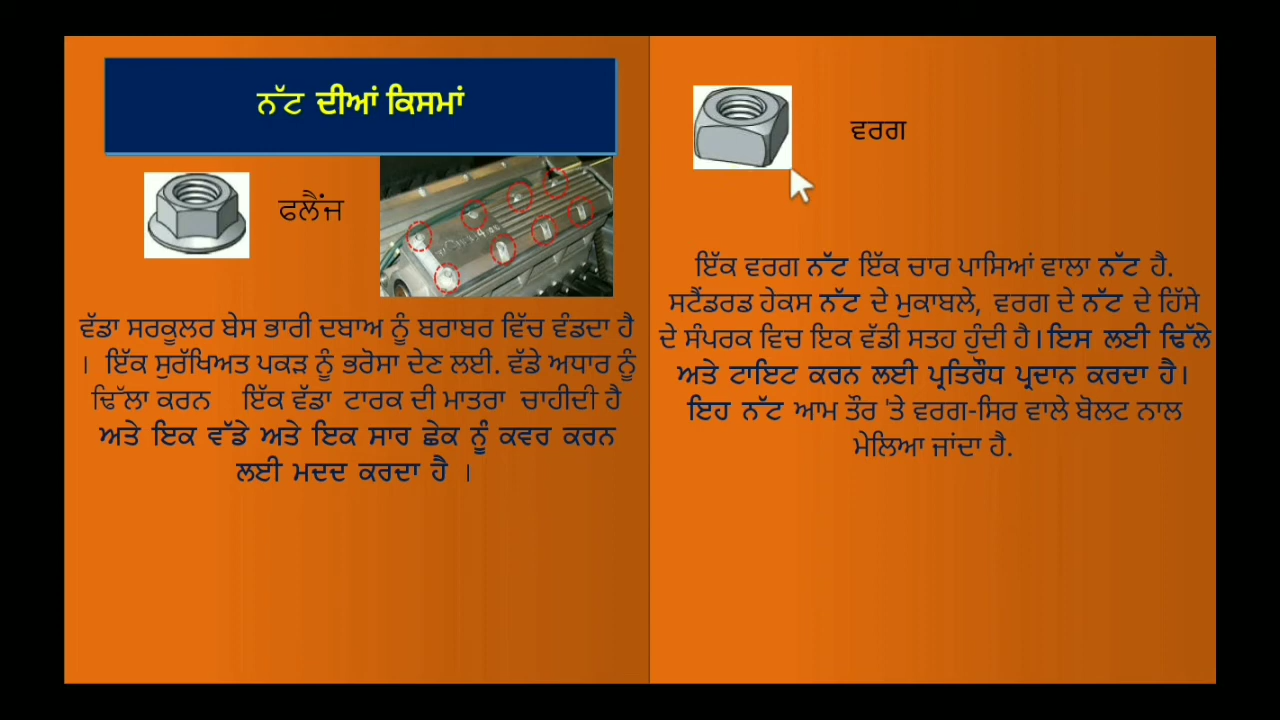 ਨੱਟ ਦੀਆਂ ਕਿਸਮਾਂ
ਫਲੈਂਜ
ਵੱਡਾ ਸਰਕੂਲਰ ਬੇਸ ਭਾਰੀ ਦਬਾਅ ਨੂੰ ਬਰਾਬਰ ਵਿੱਚ ਵੰਡਦਾ ਹੈ
। ਇੱਕ ਸੁਰੱਖਿਅਤ ਪਕੜ ਨੂੰ ਭਰੋਸਾ ਦੇਣ ਲਈ. ਵੱਡੇ ਅਧਾਰ ਨੂੰ
ਢਿੱਲਾ ਕਰਨ ਇੱਕ ਵੱਡਾ ਟਾਰਕ ਦੀ ਮਾਤਰਾ ਚਾਹੀਦੀ ਹੈ
ਅਤੇ ਇਕ ਵੱਡੇ ਅਤੇ ਇਕ ਸਾਰ ਛੇਕ ਨੂੰ ਕਵਰ ਕਰਨ
ਲਈ ਮਦਦ ਕਰਦਾ ਹੈ ।
ਵਰਗ
ਇੱਕ ਵਰਗ ਨੱਟ ਇੱਕ ਚਾਰ ਪਾਸਿਆਂ ਵਾਲਾ ਨੱਟ ਹੈ.
ਸਟੈਂਡਰਡ ਹੇਕਸ ਨੱਟ ਦੇ ਮੁਕਾਬਲੇ, ਵਰਗ ਦੇ ਨੱਟ ਦੇ ਹਿੱਸੇ
ਦੇ ਸੰਪਰਕ ਵਿਚ ਇਕ ਵੱਡੀ ਸਤਹ ਹੁੰਦੀ ਹੈ। ਇਸ ਲਈ ਢਿੱਲੇ
ਅਤੇ ਟਾਇਟ ਕਰਨ ਲਈ ਪ੍ਰਤਿਰੌਧ ਪ੍ਰਦਾਨ ਕਰਦਾ ਹੈ।
ਇਹ ਨੱਟ ਆਮ ਤੌਰ 'ਤੇ ਵਰਗ-ਸਿਰ ਵਾਲੇ ਬੋਲਟ ਨਾਲ
ਮੇਲਿਆ ਜਾਂਦਾ ਹੈ.